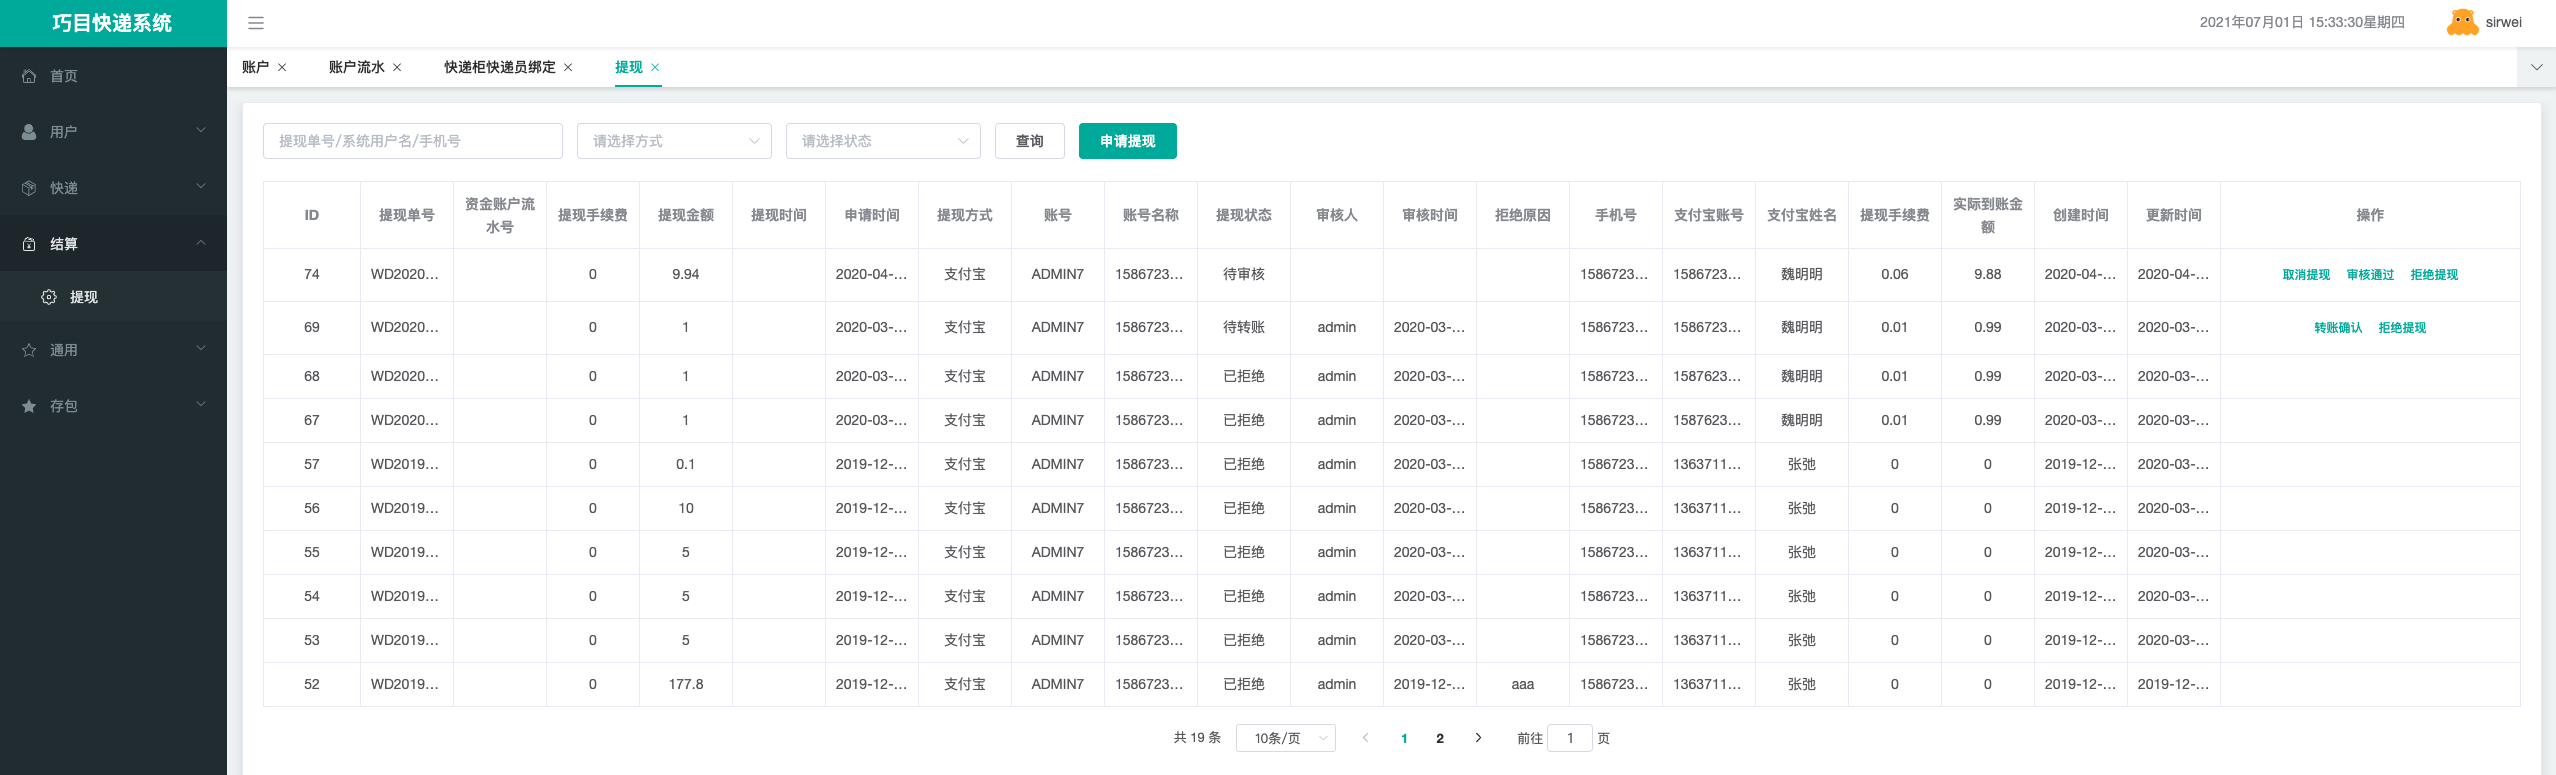 巧目快递系统
2021年07月01日 15:33:30星期四
sirwei
首页
用户
快递
结算
提现
通用
存包
账户
账户流水
快递柜快递员绑定
提现
提现单号/系统用户名/手机号
请选择方式
请选择状态
查询
申请提现
ID 提现单号 资金账户流水号 提现手续费 提现金额 提现时间 申请时间 提现方式 账号 账号名称 提现状态 审核人 审核时间 拒绝原因 手机号 支付宝账号 支付宝姓名 提现手续费 实际到账金额 创建时间 更新时间 操作
74 WD2020... 0 9.94 2020-04-... 支付宝 ADMIN7 1586723... 待审核 1586723... 1586723... 魏明明 0.06 9.88 2020-04-... 2020-04-... 取消提现 审核通过 拒绝提现
69 WD2020... 0 1 2020-03-... 支付宝 ADMIN7 1586723... 待转账 admin 2020-03-... 1586723... 1586723... 魏明明 0.01 0.99 2020-03-... 2020-03-... 转账确认 拒绝提现
68 WD2020... 0 1 2020-03-... 支付宝 ADMIN7 1586723... 已拒绝 admin 2020-03-... 1586723... 1587623... 魏明明 0.01 0.99 2020-03-... 2020-03-...
67 WD2020... 0 1 2020-03-... 支付宝 ADMIN7 1586723... 已拒绝 admin 2020-03-... 1586723... 1587623... 魏明明 0.01 0.99 2020-03-... 2020-03-...
57 WD2019... 0 0.1 2019-12-... 支付宝 ADMIN7 1586723... 已拒绝 admin 2020-03-... 1586723... 1363711... 张弛 0 0 2019-12-... 2020-03-...
56 WD2019... 0 10 2019-12-... 支付宝 ADMIN7 1586723... 已拒绝 admin 2020-03-... 1586723... 1363711... 张弛 0 0 2019-12-... 2020-03-...
55 WD2019... 0 5 2019-12-... 支付宝 ADMIN7 1586723... 已拒绝 admin 2020-03-... 1586723... 1363711... 张弛 0 0 2019-12-... 2020-03-...
54 WD2019... 0 5 2019-12-... 支付宝 ADMIN7 1586723... 已拒绝 admin 2020-03-... 1586723... 1363711... 张弛 0 0 2019-12-... 2020-03-...
53 WD2019... 0 5 2019-12-... 支付宝 ADMIN7 1586723... 已拒绝 admin 2020-03-... 1586723... 1363711... 张弛 0 0 2019-12-... 2020-03-...
52 WD2019... 0 177.8 2019-12-... 支付宝 ADMIN7 1586723... 已拒绝 admin 2019-12-... aaa 1586723... 1363711... 张弛 0 0 2019-12-... 2019-12-...
共 19 条 10条/页 1 2 前往 1 页